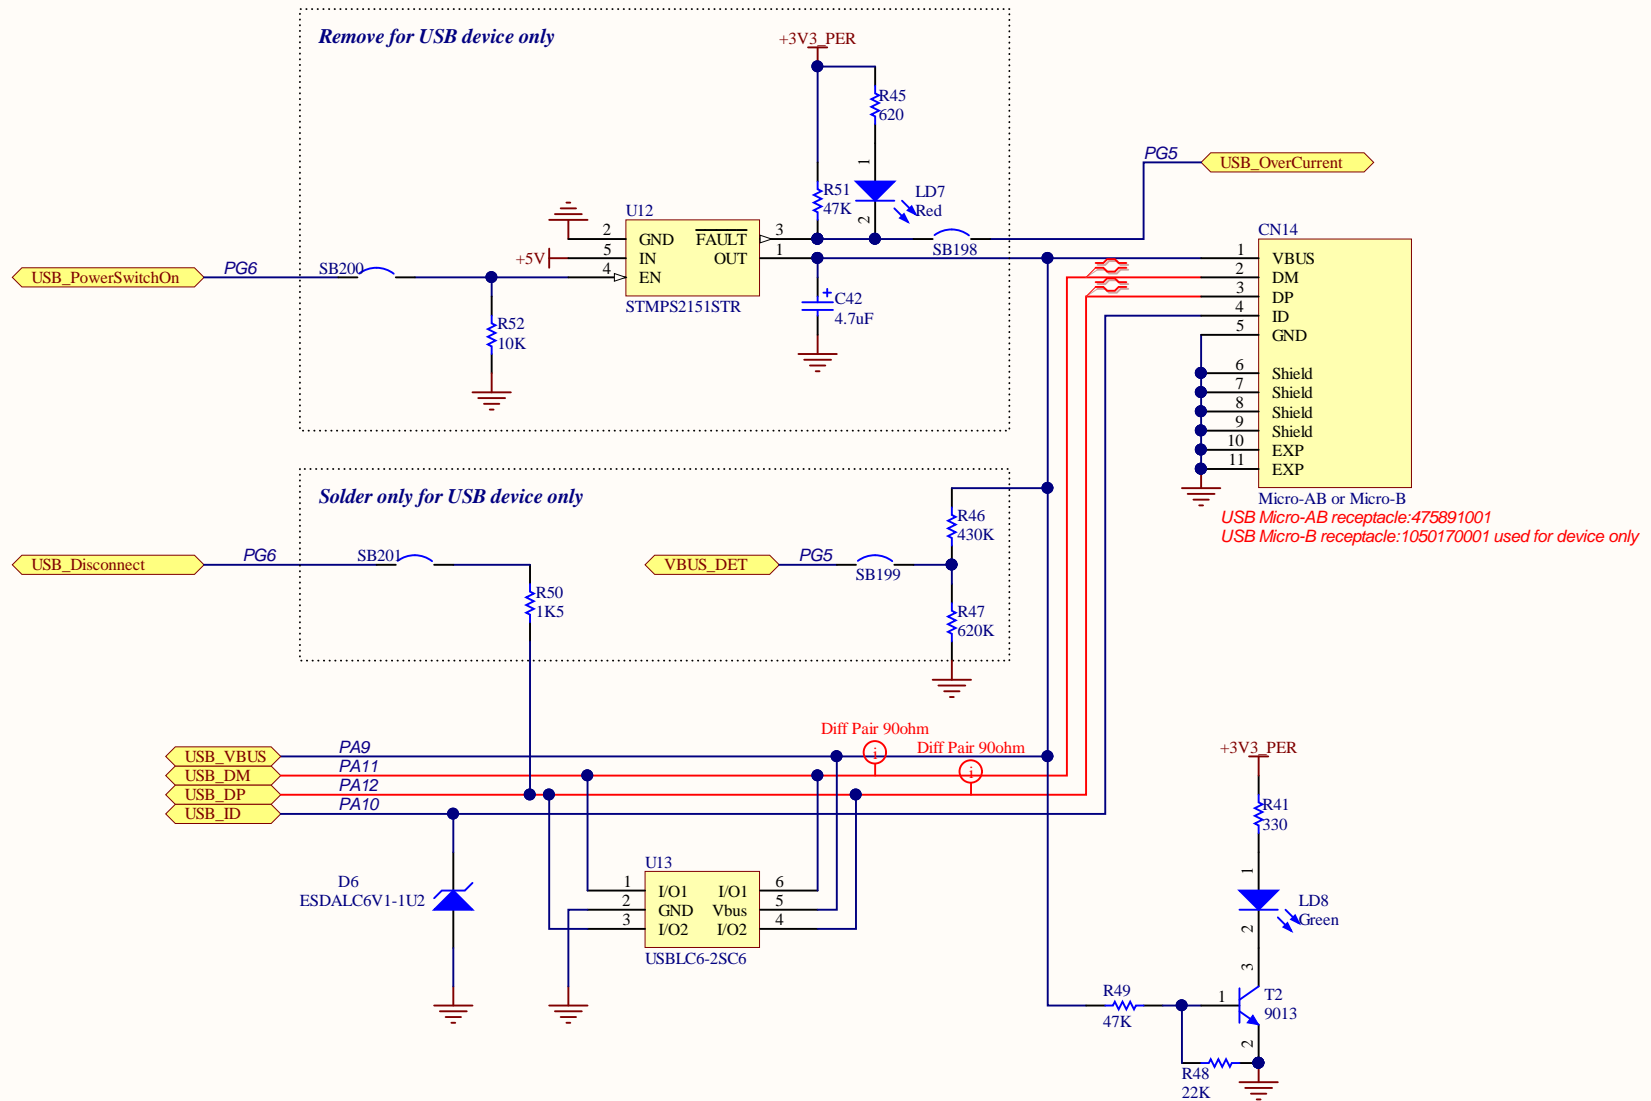 Remove for USB device only
+3V3_PER
R45
620
1
R51
47K
LD7
Red
2
PG5
USB_OverCurrent
U12
2
GND
FAULT
3
5
IN
OUT
1
4
EN
+5V
STMPS2151STR
SB198
USB_PowerSwitchOn
PG6
SB200
R52
10K
C42
4.7uF
+
CN14
1
VBUS
2
DM
3
DP
4
ID
5
GND
6
Shield
7
Shield
8
Shield
9
Shield
10
EXP
11
EXP
Micro-AB or Micro-B
USB Micro-AB receptacle:475891001
USB Micro-B receptacle:1050170001 used for device only
Solder only for USB device only
USB_Disconnect
PG6
SB201
R50
1K5
VBUS_DET
PG5
SB199
R46
430K
R47
620K
Diff Pair 90ohm
Diff Pair 90ohm
i
i
USB_VBUS
PA9
USB_DM
PA11
USB_DP
PA12
USB_ID
PA10
D6
ESDALC6V1-1U2
U13
1
I/O1
I/O1
6
2
GND
Vbus
5
3
I/O2
I/O2
4
USBLC6-2SC6
+3V3_PER
R41
330
1
LD8
Green
2
3
R49
47K
1
T2
9013
2
R48
22K